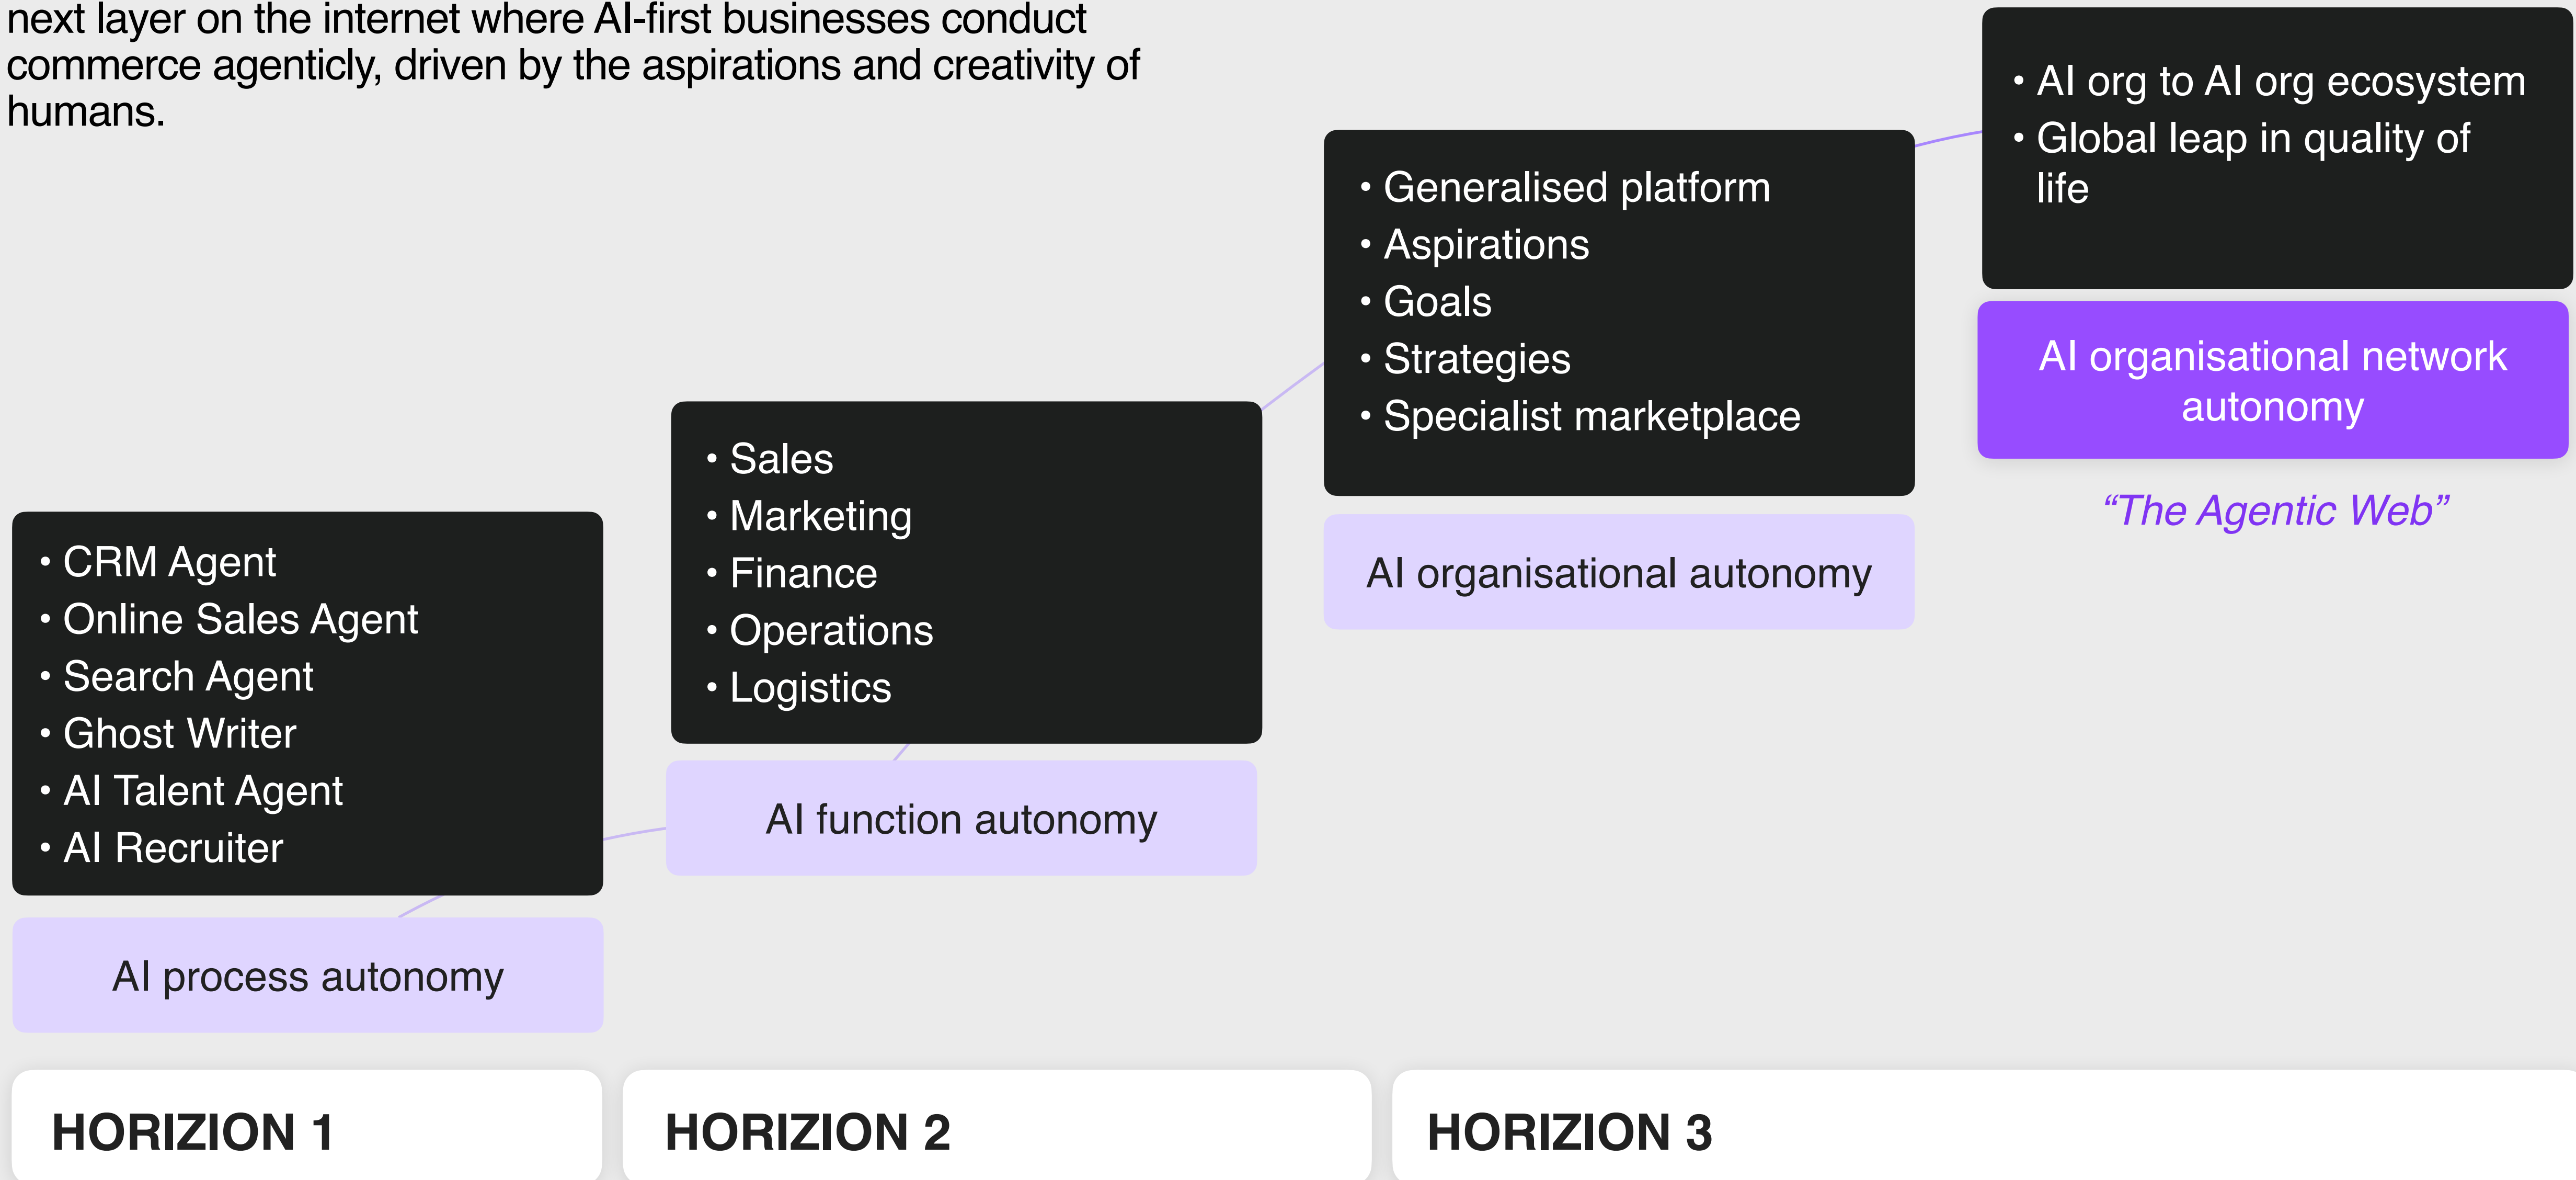 next layer on the internet where AI-first businesses conduct
commerce agenticly, driven by the aspirations and creativity of
humans.
• CRM Agent
• Online Sales Agent
• Search Agent
• Ghost Writer
• AI Talent Agent
• AI Recruiter
AI process autonomy
• Sales
• Marketing
• Finance
• Operations
• Logistics
AI function autonomy
• Generalised platform
• Aspirations
• Goals
• Strategies
• Specialist marketplace
AI organisational autonomy
• AI org to AI org ecosystem
• Global leap in quality of
life
AI organisational network
autonomy
“The Agentic Web”
HORIZION 1
HORIZION 2
HORIZION 3